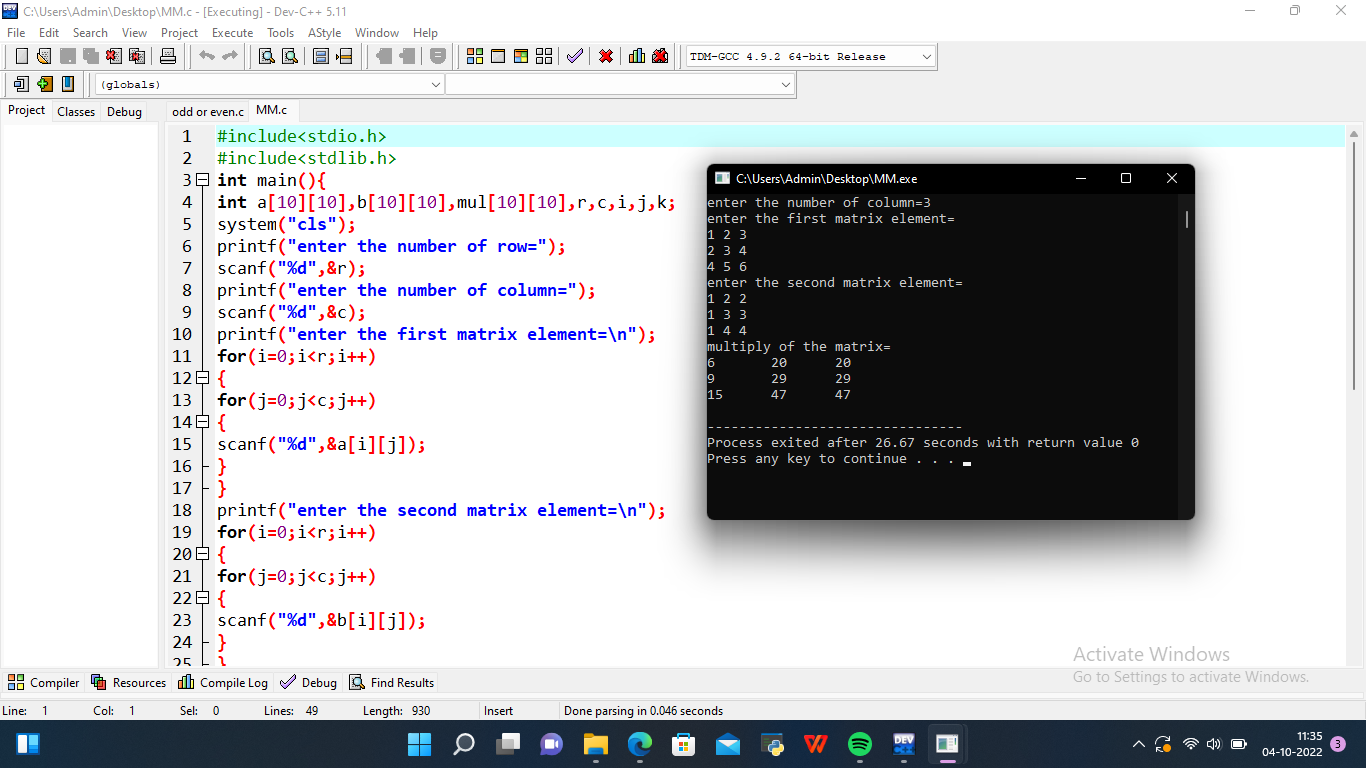 C:\Users\Admin\Desktop\MM.c - [Executing] - Dev-C++ 5.11
File Edit Search View Project Execute Tools AStyle Window Help
TDM-GCC 4.9.2 64-bit Release
(globals)
Project Classes Debug odd or even.c MM.c
1 #include<stdio.h>
2 #include<stdlib.h>
3 int main(){
4 int a[10][10],b[10][10],mul[10][10],r,c,i,j,k;
5 system("cls");
6 printf("enter the number of row=");
7 scanf("%d",&r);
8 printf("enter the number of column=");
9 scanf("%d",&c);
10 printf("enter the first matrix element=\n");
11 for(i=0;i<r;i++)
12 {
13 for(j=0;j<c;j++)
14 {
15 scanf("%d",&a[i][j]);
16 }
17 }
18 printf("enter the second matrix element=\n");
19 for(i=0;i<r;i++)
20 {
21 for(j=0;j<c;j++)
22 {
23 scanf("%d",&b[i][j]);
24 }
25 }
C:\Users\Admin\Desktop\MM.exe
enter the number of column=3
enter the first matrix element=
1 2 3
2 3 4
4 5 6
enter the second matrix element=
1 2 2
1 3 3
1 4 4
multiply of the matrix=
6 20 20
9 29 29
15 47 47
--------------------------------
Process exited after 26.67 seconds with return value 0
Press any key to continue . . .
Activate Windows
Go to Settings to activate Windows.
Compiler Resources Compile Log Debug Find Results
Line: 1 Col: 1 Sel: 0 Lines: 49 Length: 930 Insert Done parsing in 0.046 seconds
DEV
11:35
04-10-2022
3